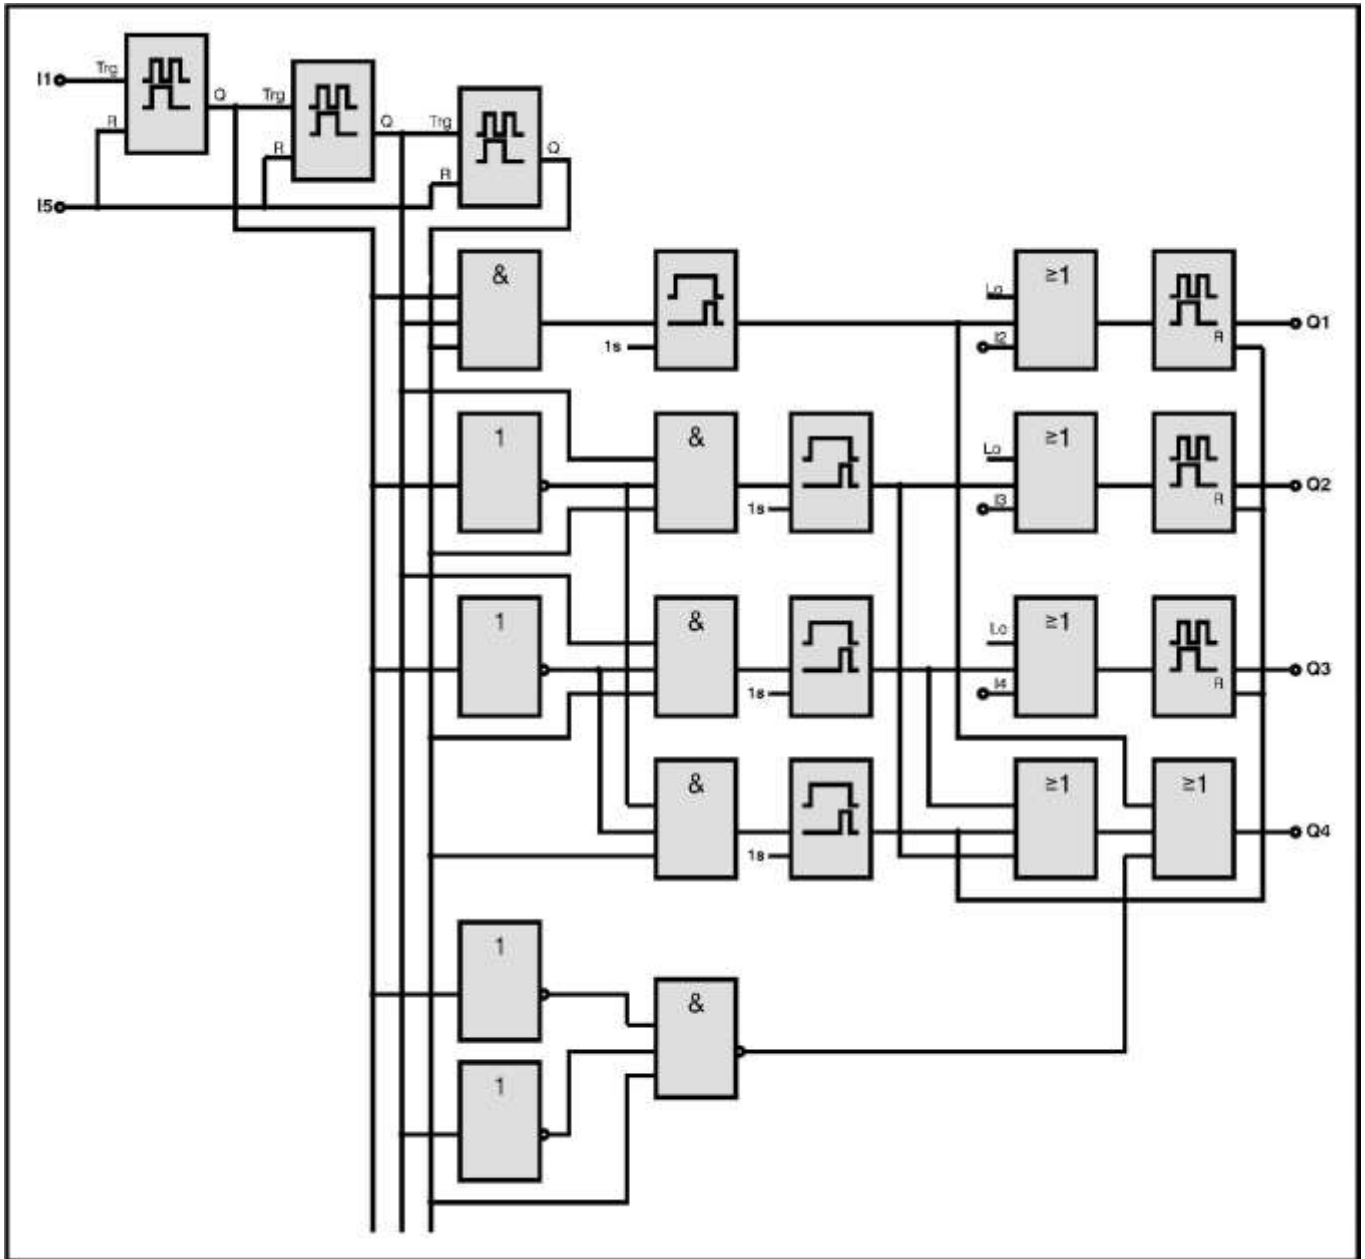 I1 Trg Q Trg Q Trg Q
R R R
I5
& Lo ≥1 Q1
1s I2 R
1 & Lo ≥1 Q2
1s I3 R
1 & Lo ≥1 Q3
1s I4 R
& ≥1 ≥1 Q4
1s
1
&
1